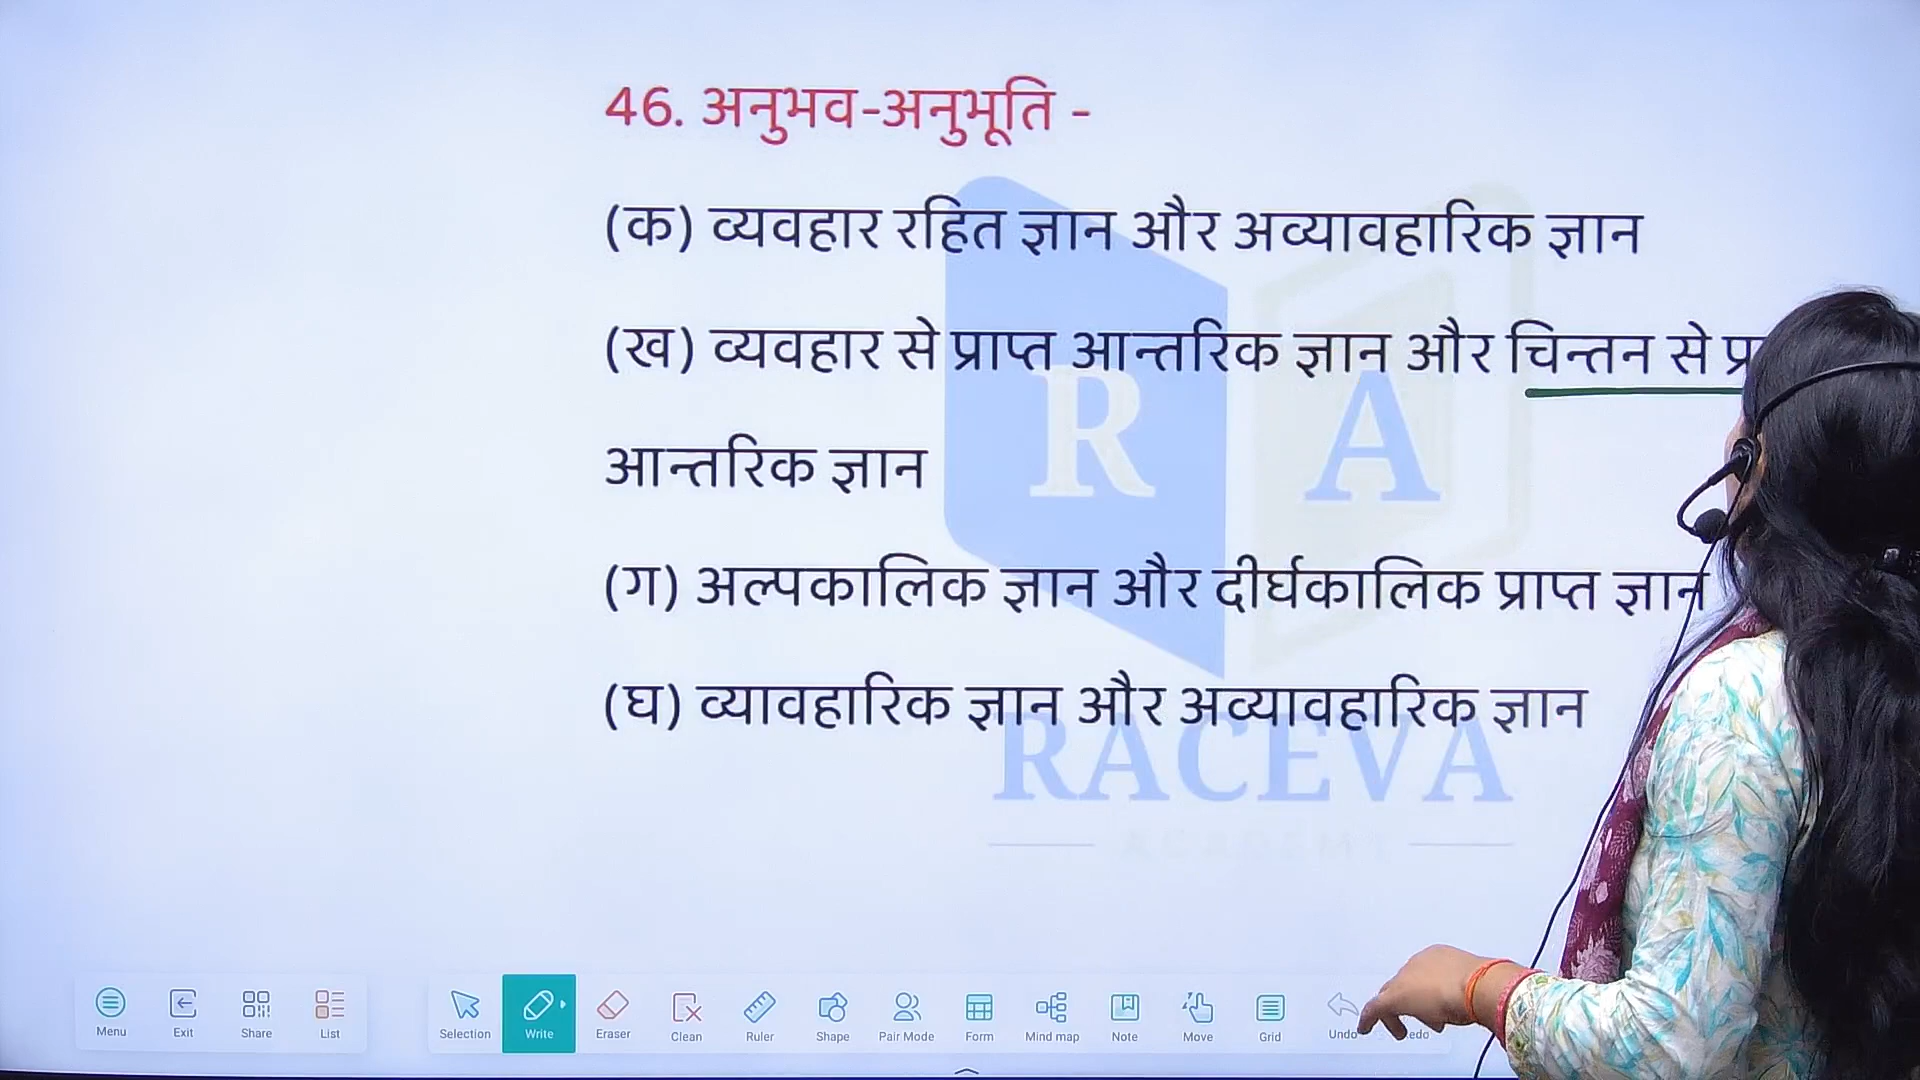 46. अनुभव-अनुभूति -
(क) व्यवहार रहित ज्ञान और अव्यावहारिक ज्ञान
(ख) व्यवहार से प्राप्त आन्तरिक ज्ञान और चिन्तन से
आन्तरिक ज्ञान
(ग) अल्पकालिक ज्ञान और दीर्घकालिक प्राप्त ज्ञान
(घ) व्यावहारिक ज्ञान और अव्यावहारिक ज्ञान
R A
RACEVA
ACADEMY
Menu Exit Share List Selection Write Eraser Clean Ruler Shape Pair Mode Form Mind map Note Move Grid Undo